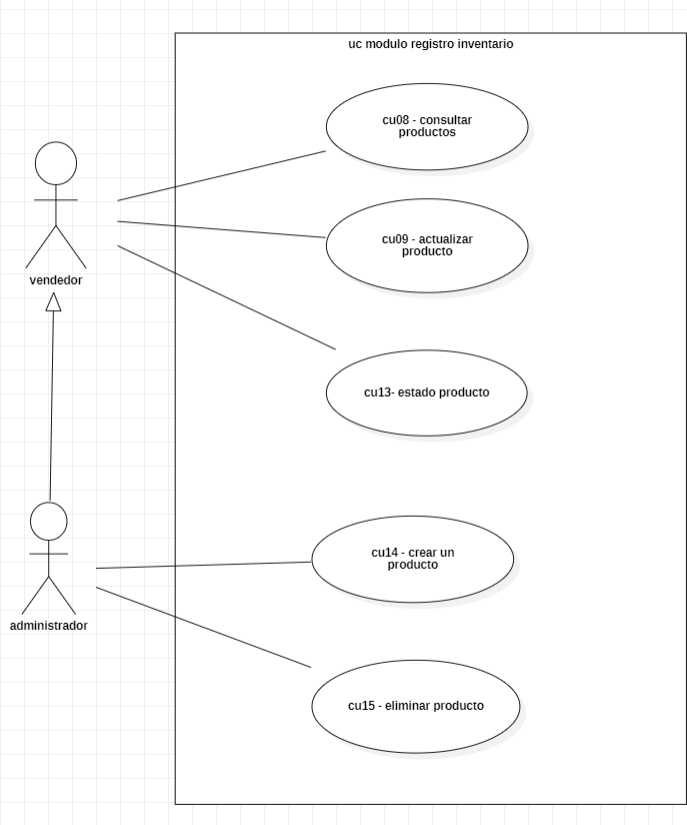 uc modulo registro inventario
cu08 - consultar
productos
cu09 - actualizar
producto
vendedor
cu13- estado producto
cu14 - crear un
producto
administrador
cu15 - eliminar producto